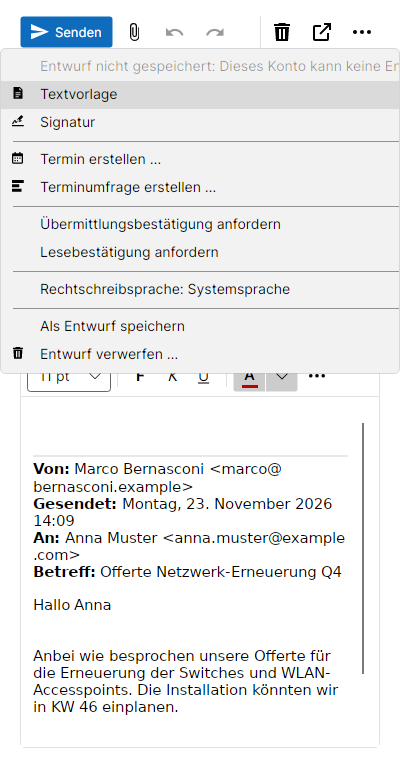 Senden
Entwurf nicht gespeichert: Dieses Konto kann keine
Textvorlage
Signatur
Termin erstellen ...
Terminumfrage erstellen ...
Übermittlungsbestätigung anfordern
Lesebestätigung anfordern
Rechtschreibsprache: Systemsprache
Als Entwurf speichern
Entwurf verwerfen ...
11 pt F K U A
Von: Marco Bernasconi <marco@
bernasconi.example>
Gesendet: Montag, 23. November 2026
14:09
An: Anna Muster <anna.muster@example
.com>
Betreff: Offerte Netzwerk-Erneuerung Q4
Hallo Anna
Anbei wie besprochen unsere Offerte für
die Erneuerung der Switches und WLAN-
Accesspoints. Die Installation könnten wir
in KW 46 einplanen.